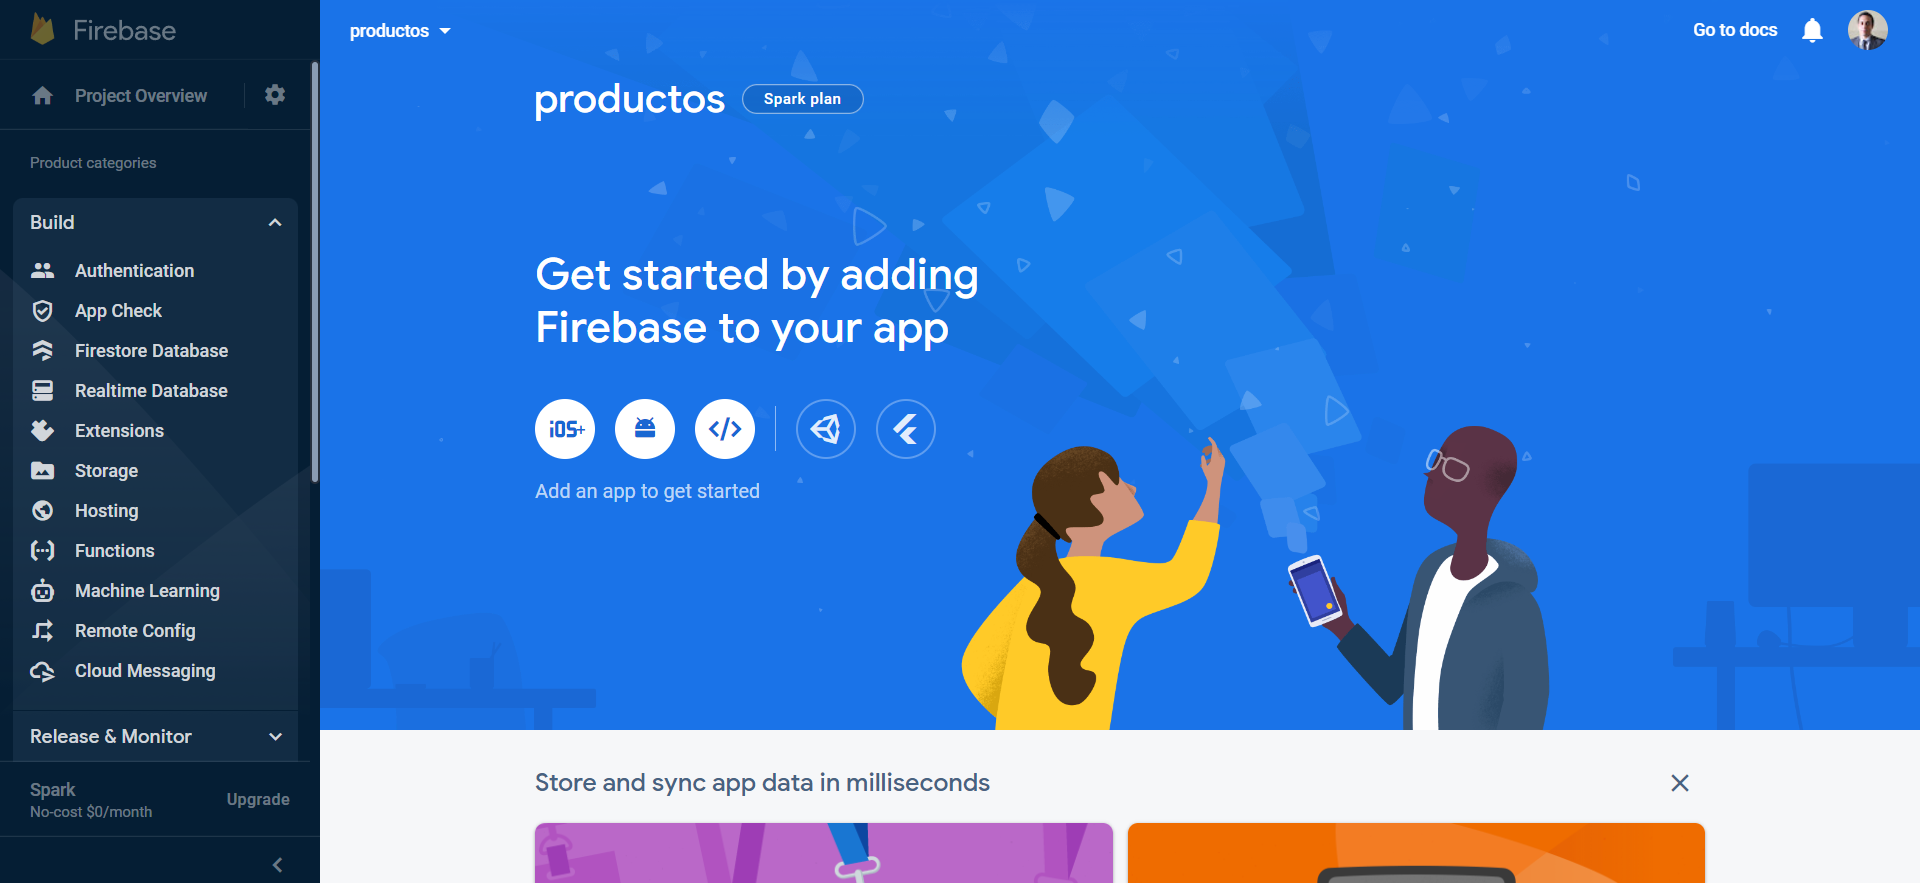 Firebase
Project Overview
Product categories
Build
Authentication
App Check
Firestore Database
Realtime Database
Extensions
Storage
Hosting
Functions
Machine Learning
Remote Config
Cloud Messaging
Release & Monitor
Spark
No-cost $0/month
Upgrade
productos
Go to docs
productos
Spark plan
Get started by adding
Firebase to your app
iOS+
Add an app to get started
Store and sync app data in milliseconds